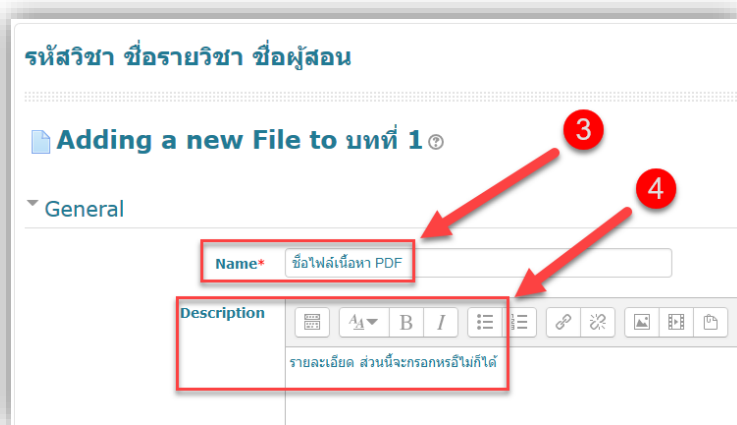 รหัสวิชา ชื่อรายวิชา ชื่อผู้สอน
Adding a new File to บทที่ 1
3
4
General
Name* ชื่อไฟล์เนื้อหา PDF
Description
รายละเอียด ส่วนนี้จะกรอกหรือไม่ก็ได้